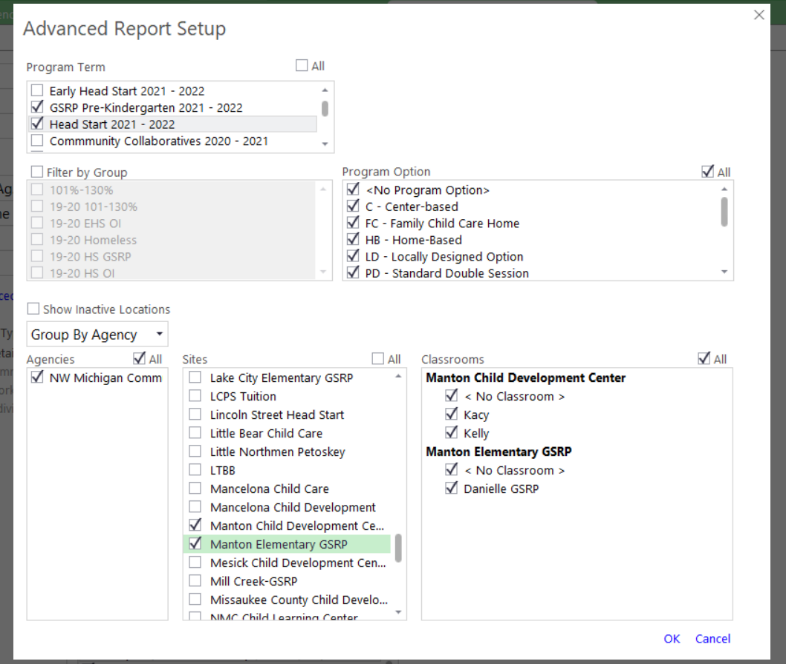 Advanced Report Setup
Program Term
All
Early Head Start 2021 - 2022
GSRP Pre-Kindergarten 2021 - 2022
Head Start 2021 - 2022
Commmunity Collaboratives 2020 - 2021
Filter by Group
101%-130%
19-20 101-130%
19-20 EHS OI
19-20 Homeless
19-20 HS GSRP
19-20 HS OI
Program Option
All
<No Program Option>
C - Center-based
FC - Family Child Care Home
HB - Home-Based
LD - Locally Designed Option
PD - Standard Double Session
Show Inactive Locations
Group By Agency
Agencies
All
NW Michigan Comm
Sites
All
Lake City Elementary GSRP
LCPS Tuition
Lincoln Street Head Start
Little Bear Child Care
Little Northmen Petoskey
LTBB
Mancelona Child Care
Mancelona Child Development
Manton Child Development Ce...
Manton Elementary GSRP
Mesick Child Development Cen...
Mill Creek-GSRP
Missaukee County Child Develo...
NMC Child Learning Center
Classrooms
All
Manton Child Development Center
< No Classroom >
Kacy
Kelly
Manton Elementary GSRP
< No Classroom >
Danielle GSRP
OK
Cancel